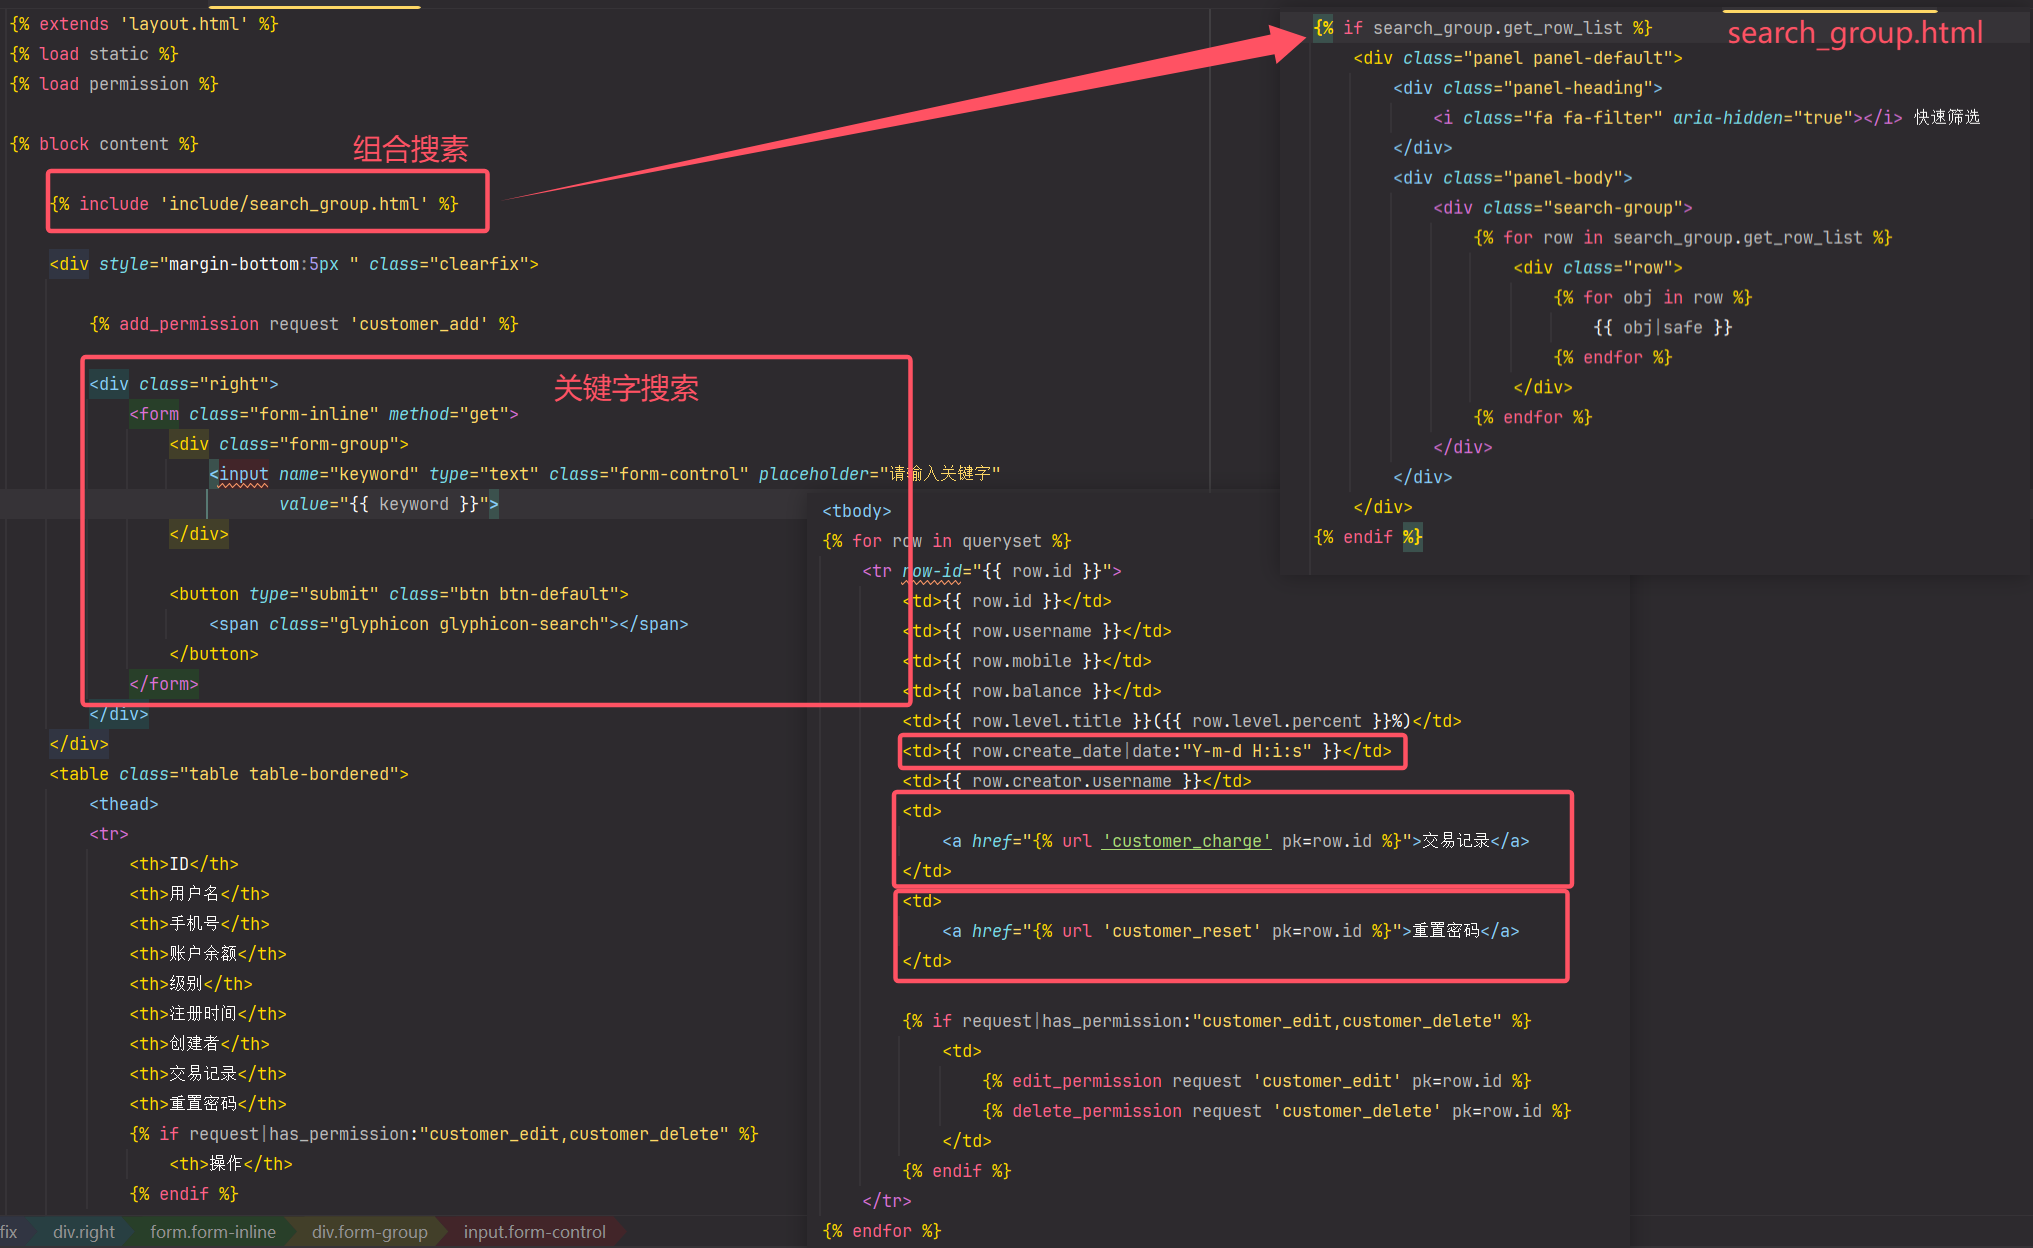 {% extends 'layout.html' %}
{% load static %}
{% load permission %}
{% block content %}
组合搜素
{% include 'include/search_group.html' %}
<div style="margin-bottom:5px " class="clearfix">
{% add_permission request 'customer_add' %}
<div class="right">
关键字搜素
<form class="form-inline" method="get">
<div class="form-group">
<input name="keyword" type="text" class="form-control" placeholder="请输入关键字"
value="{{ keyword }}">
</div>
<button type="submit" class="btn btn-default">
<span class="glyphicon glyphicon-search"></span>
</button>
</form>
</div>
</div>
<table class="table table-bordered">
<thead>
<tr>
<th>ID</th>
<th>用户名</th>
<th>手机号</th>
<th>账户余额</th>
<th>级别</th>
<th>注册时间</th>
<th>创建者</th>
<th>交易记录</th>
<th>重置密码</th>
{% if request|has_permission:"customer_edit,customer_delete" %}
<th>操作</th>
{% endif %}
fix div.right form.form-inline div.form-group input.form-control
{% if search_group.get_row_list %}
search_group.html
<div class="panel panel-default">
<div class="panel-heading">
<i class="fa fa-filter" aria-hidden="true"></i> 快速筛选
</div>
<div class="panel-body">
<div class="search-group">
{% for row in search_group.get_row_list %}
<div class="row">
{% for obj in row %}
{{ obj|safe }}
{% endfor %}
</div>
{% endfor %}
</div>
</div>
</div>
{% endif %}
<tbody>
{% for row in queryset %}
<tr row-id="{{ row.id }}">
<td>{{ row.id }}</td>
<td>{{ row.username }}</td>
<td>{{ row.mobile }}</td>
<td>{{ row.balance }}</td>
<td>{{ row.level.title }}({{ row.level.percent }}%)</td>
<td>{{ row.create_date|date:"Y-m-d H:i:s" }}</td>
<td>{{ row.creator.username }}</td>
<td>
<a href="{% url 'customer_charge' pk=row.id %}">交易记录</a>
</td>
<td>
<a href="{% url 'customer_reset' pk=row.id %}">重置密码</a>
</td>
{% if request|has_permission:"customer_edit,customer_delete" %}
<td>
{% edit_permission request 'customer_edit' pk=row.id %}
{% delete_permission request 'customer_delete' pk=row.id %}
</td>
{% endif %}
</tr>
{% endfor %}